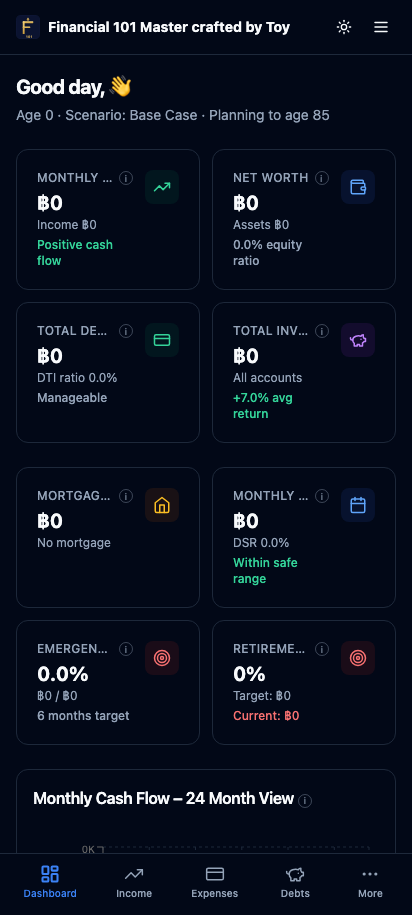 Financial 101 Master crafted by Toy
Good day, 👋
Age 0 · Scenario: Base Case · Planning to age 85
MONTHLY ...
฿0
Income ฿0
Positive cash
flow
NET WORTH
฿0
Assets ฿0
0.0% equity
ratio
TOTAL DE...
฿0
DTI ratio 0.0%
Manageable
TOTAL INV...
฿0
All accounts
+7.0% avg
return
MORTGAG...
฿0
No mortgage
MONTHLY ...
฿0
DSR 0.0%
Within safe
range
EMERGEN...
0.0%
฿0 / ฿0
6 months target
RETIREME...
0%
Target: ฿0
Current: ฿0
Monthly Cash Flow – 24 Month View
0K
Dashboard
Income
Expenses
Debts
More